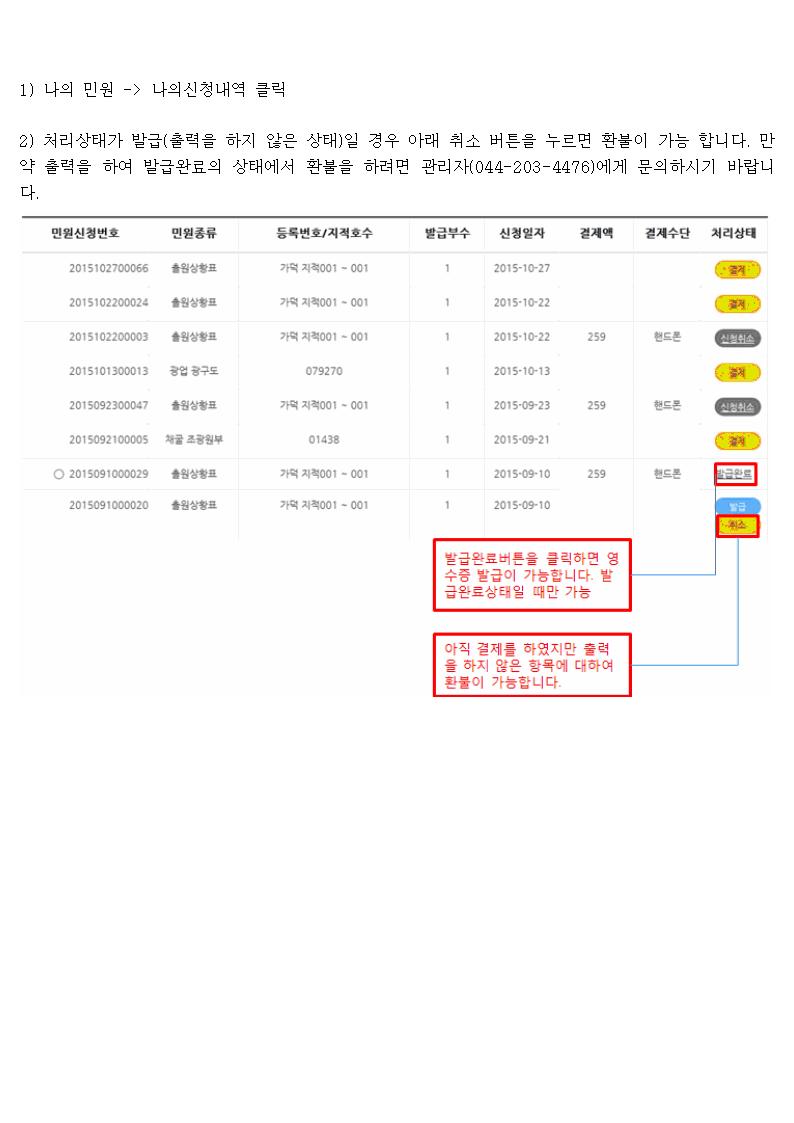 1) 나의 민원 -> 나의신청내역 클릭
2) 처리상태가 발급(출력을 하지 않은 상태)일 경우 아래 취소 버튼을 누르면 환불이 가능 합니다. 만
약 출력을 하여 발급완료의 상태에서 환불을 하려면 관리자(044-203-4476)에게 문의하시기 바랍니
다.
민원신청번호 민원종류 등록번호/지적호수 발급부수 신청일자 결제액 결제수단 처리상태
2015102700066 출원상황표 가덕 지적001 ~ 001 1 2015-10-27 결제
2015102200024 출원상황표 가덕 지적001 ~ 001 1 2015-10-22 결제
2015102200003 출원상황표 가덕 지적001 ~ 001 1 2015-10-22 259 핸드폰 신청취소
2015101300013 광업 광구도 079270 1 2015-10-13 결제
2015092300047 출원상황표 가덕 지적001 ~ 001 1 2015-09-23 259 핸드폰 신청취소
2015092100005 채굴 조광원부 01438 1 2015-09-21 결제
2015091000029 출원상황표 가덕 지적001 ~ 001 1 2015-09-10 259 핸드폰 발급완료
2015091000020 출원상황표 가덕 지적001 ~ 001 1 2015-09-10 발급
취소
발급완료버튼을 클릭하면 영
수증 발급이 가능합니다. 발
급완료상태일 때만 가능
아직 결제를 하였지만 출력
을 하지 않은 항목에 대하여
환불이 가능합니다.